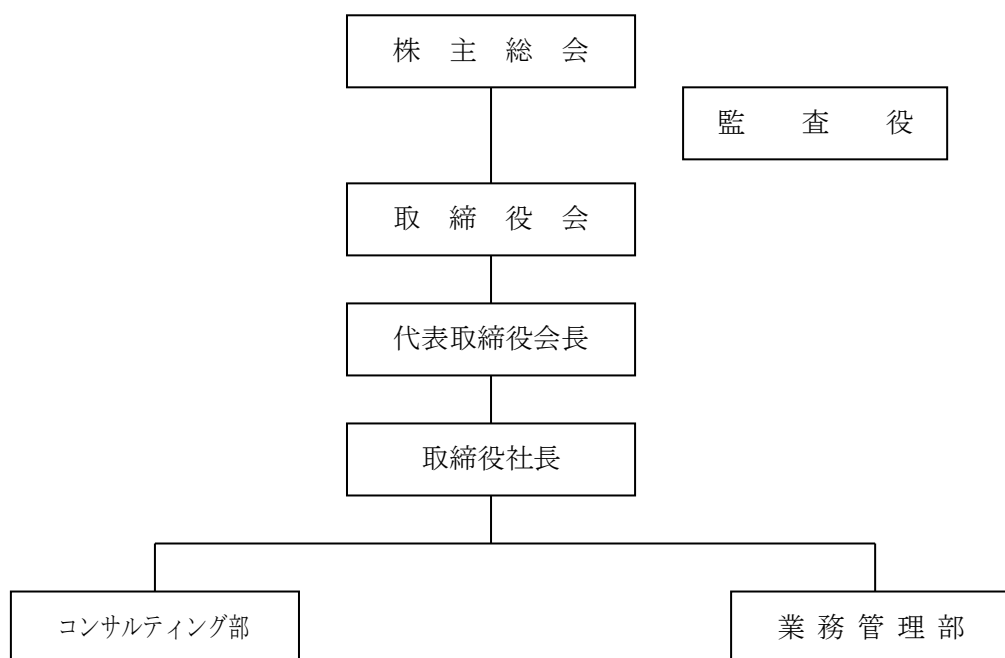 株主総会
監査役
取締役会
代表取締役会長
取締役社長
コンサルティング部
業務管理部